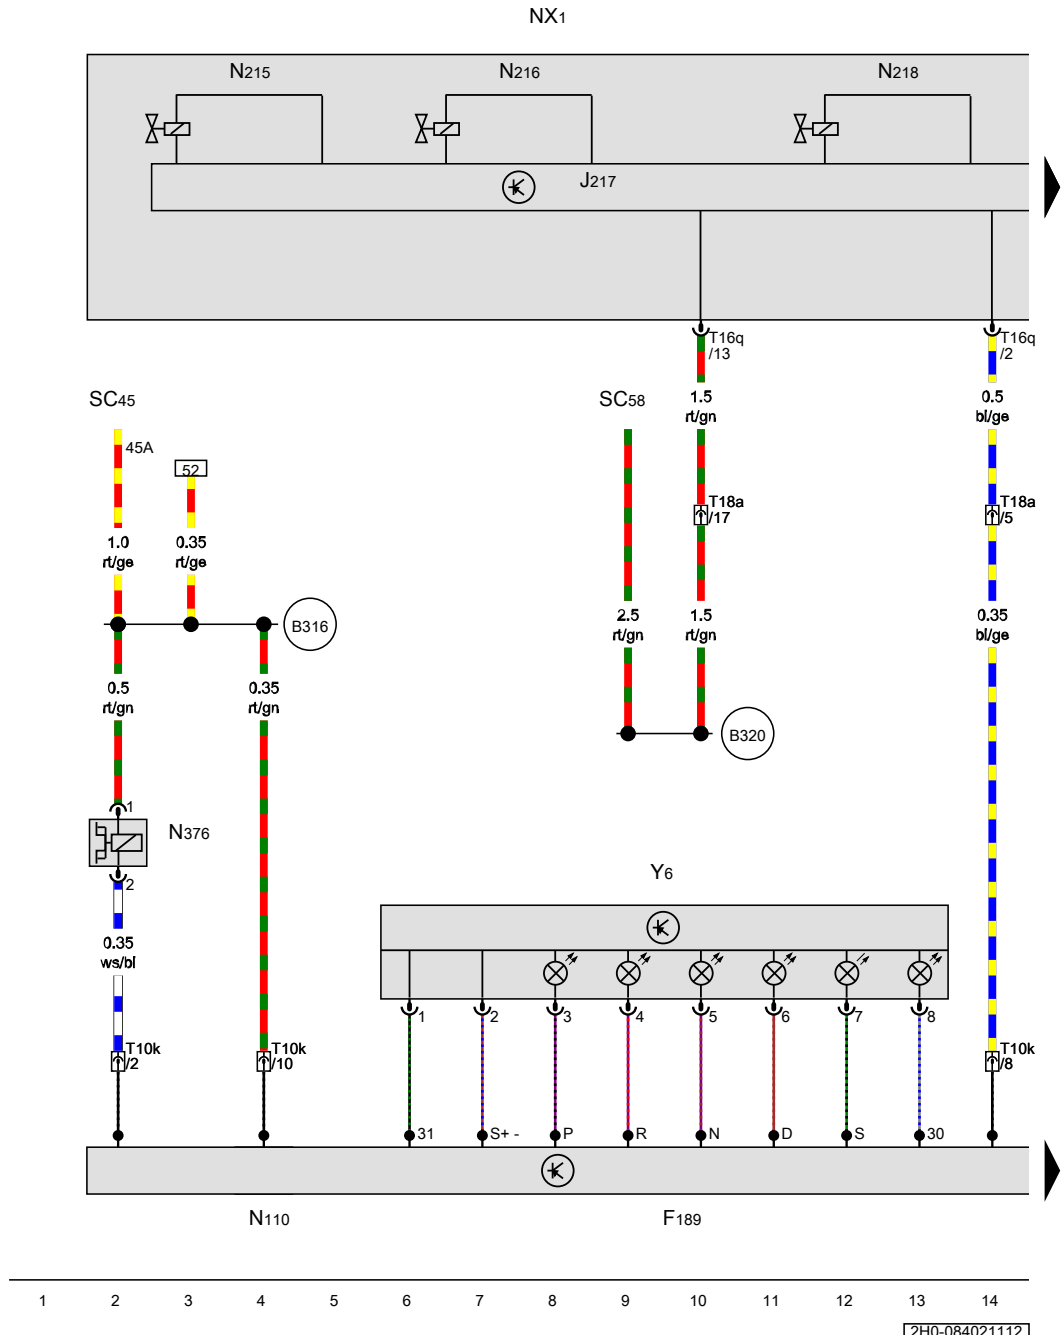 NX1
N215 N216 N218
J217
T16q
/13
T16q
/2
SC45 SC58
1.5
rt/gn
0.5
bl/ge
45A
52
T18a
/17
T18a
/5
1.0
rt/ge
0.35
rt/ge
B316
2.5
rt/gn
1.5
rt/gn
0.35
bl/ge
0.5
rt/gn
0.35
rt/gn
B320
1
N376
2
Y6
0.35
ws/bl
1 2 3 4 5 6 7 8
T10k
/2
T10k
/10
T10k
/8
31 S+ - P R N D S 30
N110 F189
1 2 3 4 5 6 7 8 9 10 11 12 13 14
2H0-084021112